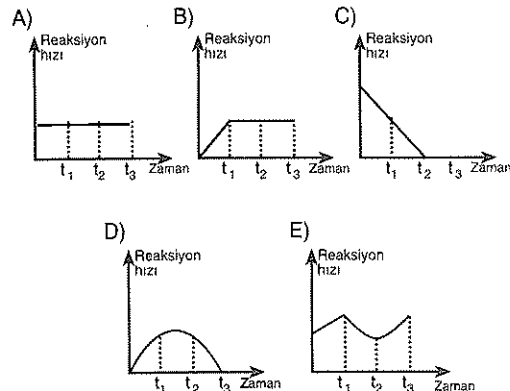 A)
Reaksiyon
hızı
t1 t2 t3 Zaman
B)
Reaksiyon
hızı
t1 t2 t3 Zaman
C)
Reaksiyon
hızı
t1 t2 t3 Zaman
D)
Reaksiyon
hızı
t1 t2 t3 Zaman
E)
Reaksiyon
hızı
t1 t2 t3 Zaman